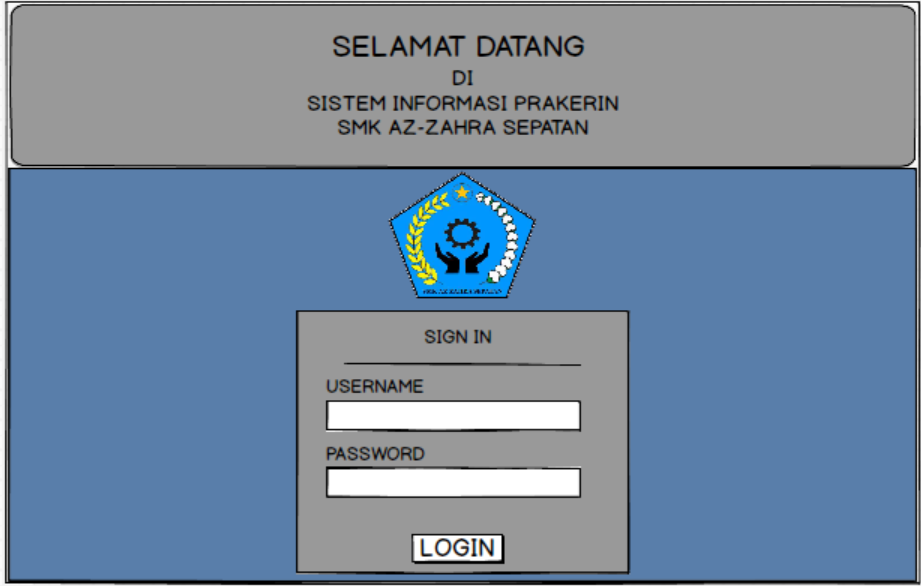 SELAMAT DATANG
DI
SISTEM INFORMASI PRAKERIN
SMK AZ-ZAHRA SEPATAN
SIGN IN
USERNAME
PASSWORD
LOGIN